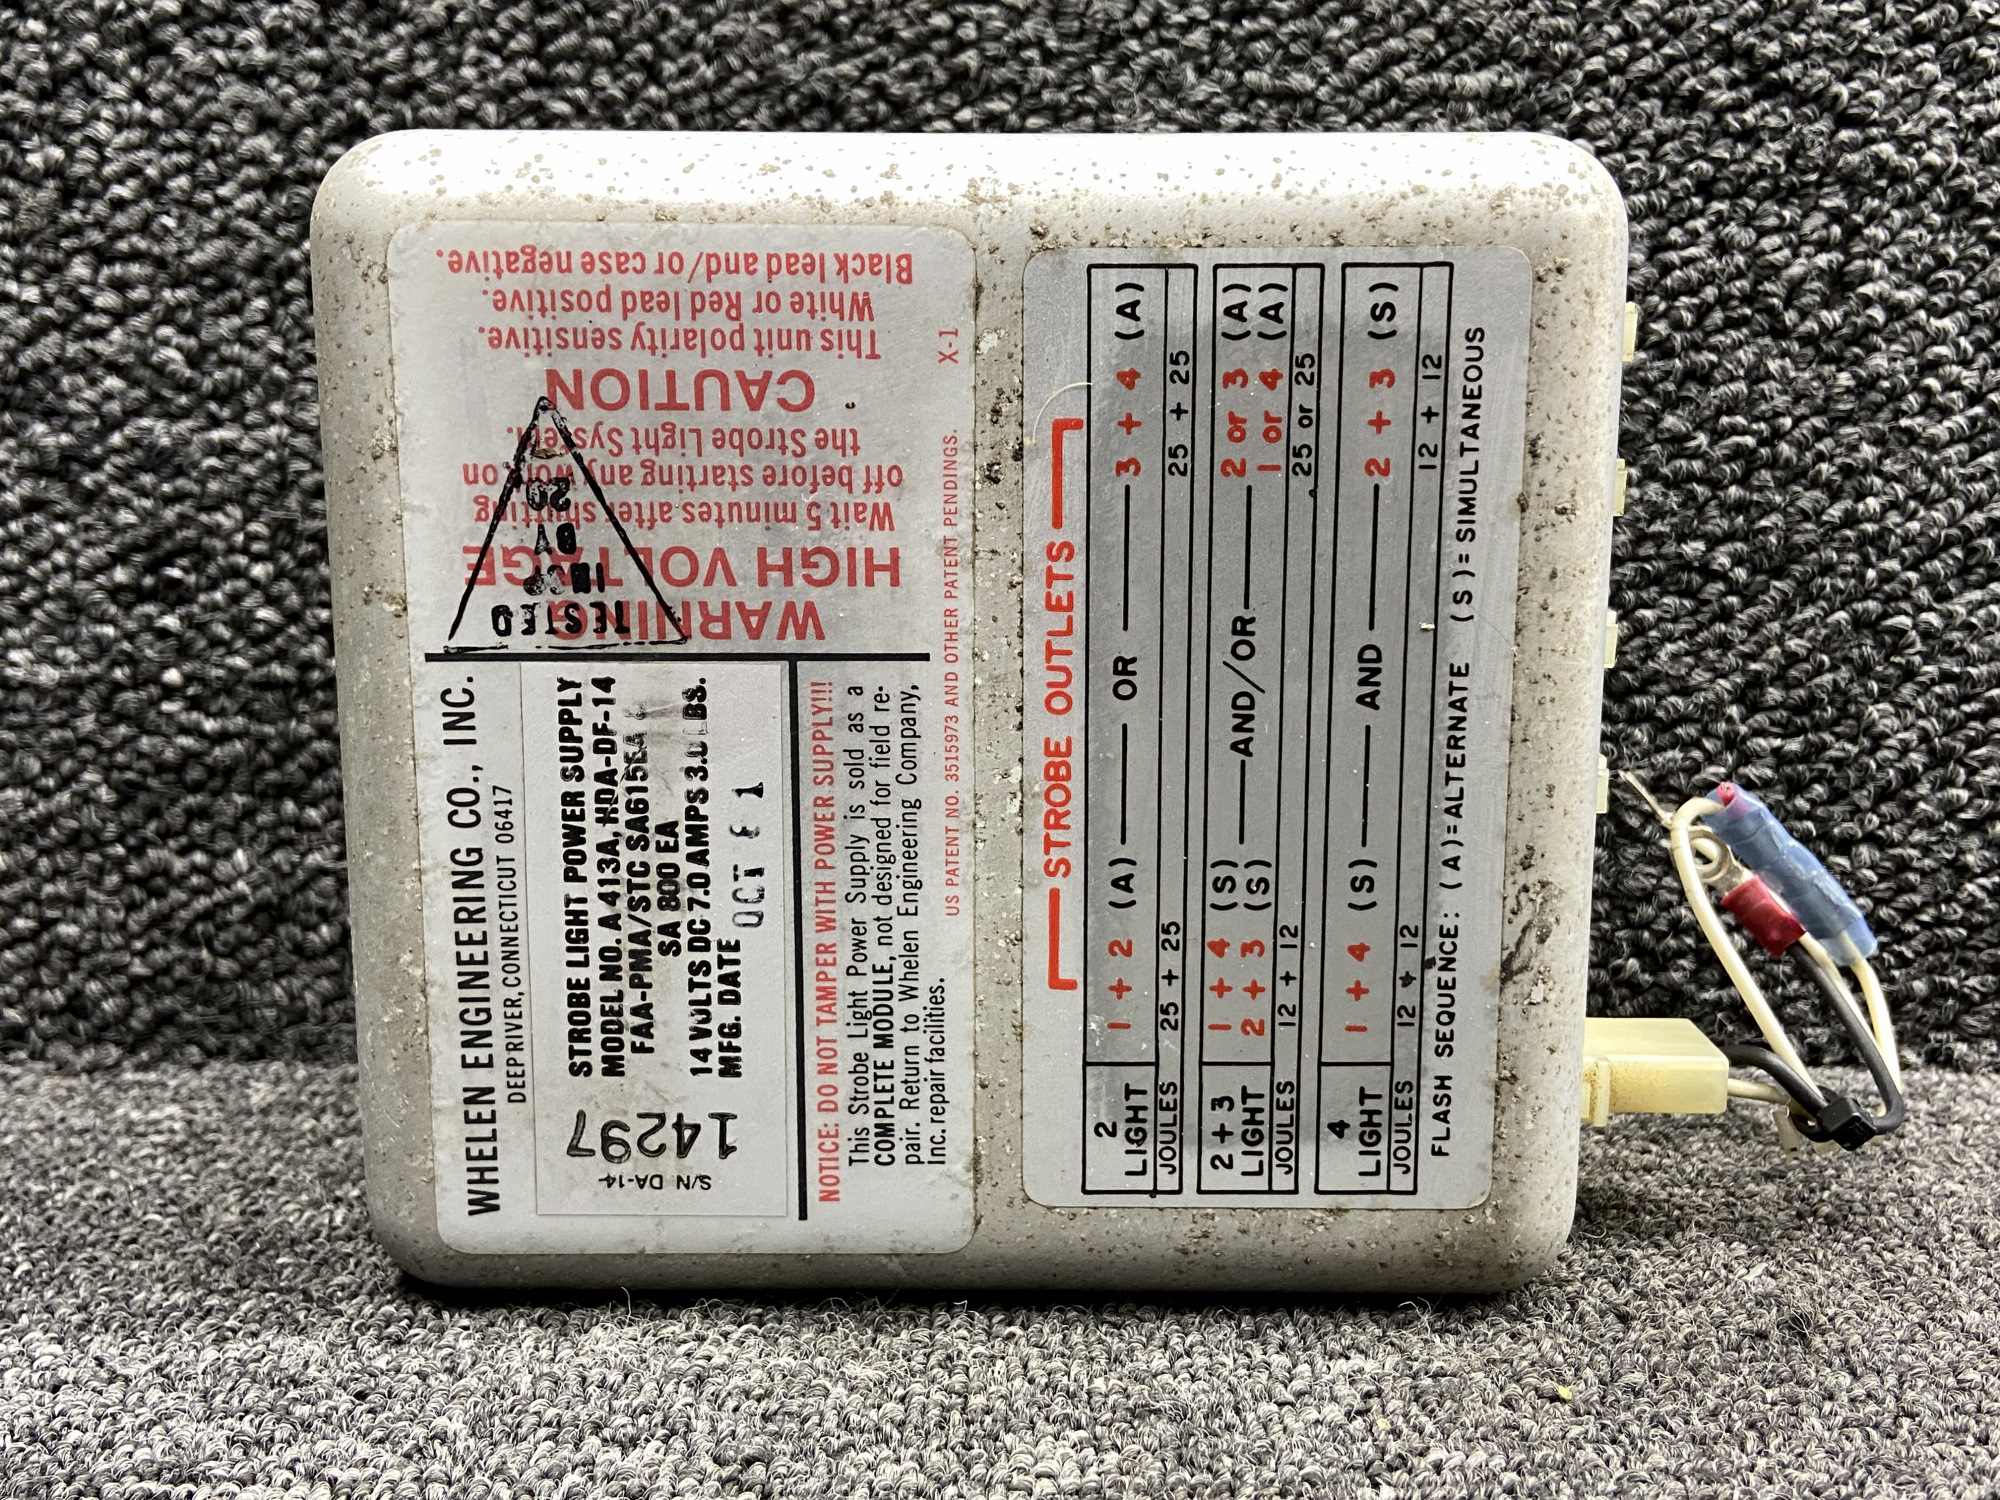 WHELEN ENGINEERING CO., INC.
DEEP RIVER, CONNECTICUT 06417
STROBE LIGHT POWER SUPPLY
MODEL NO. A 413A, HDA-DF-14
FAA-PMA/STC SA615EA
SA 800 EA
14 VOLTS DC 7.0 AMPS 3.0 LBS.
MFG. DATE OCT 1
S/N DA-14-
14297
NOTICE: DO NOT TAMPER WITH POWER SUPPLY!!!
This Strobe Light Power Supply is sold as a
COMPLETE MODULE, not designed for field re-
pair. Return to Whelen Engineering Company,
Inc. repair facilities.
US PATENT NO. 3515973 AND OTHER PATENT PENDINGS. X-1
WARNING
HIGH VOLTAGE
Wait 5 minutes after shutting
off before starting any work on
the Strobe Light System.
CAUTION
This unit polarity sensitive.
White or Red lead positive.
Black lead and/or case negative.
TESTED
BY
20
STROBE OUTLETS
2 LIGHT 1 + 2 (A) OR 3 + 4 (A)
JOULES 25 + 25 25 + 25
2 + 3 LIGHT 1 + 4 (S) AND/OR 2 or 3 (A)
2 + 3 (S) 1 or 4 (A)
JOULES 12 + 12 25 or 25
4 LIGHT 1 + 4 (S) AND 2 + 3 (S)
JOULES 12 + 12 12 + 12
FLASH SEQUENCE: (A)=ALTERNATE (S)=SIMULTANEOUS